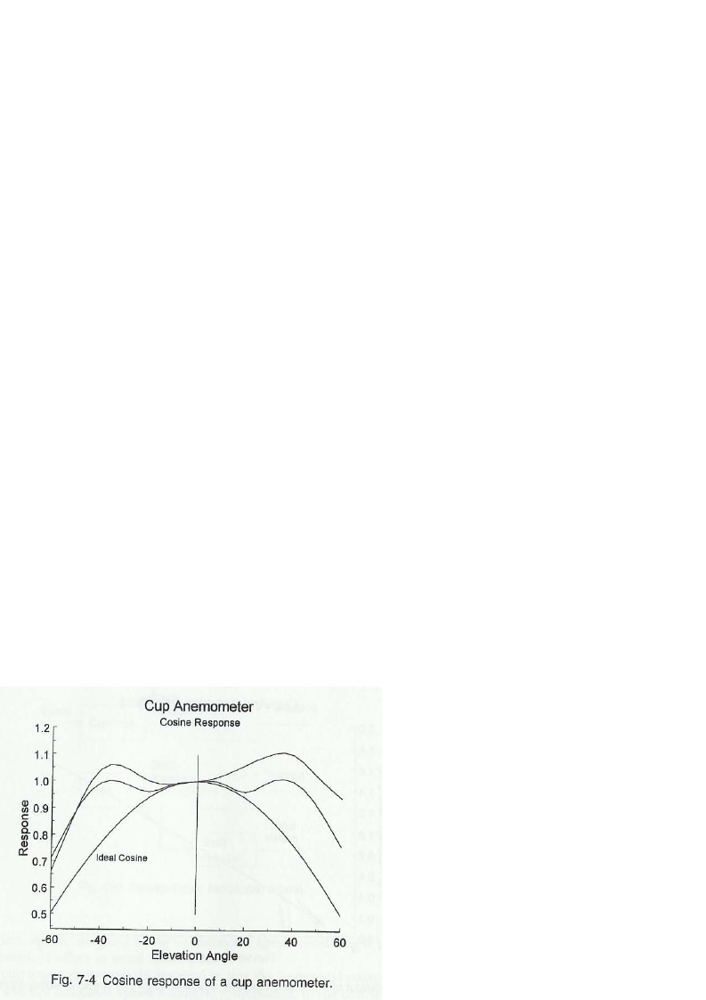 Cup Anemometer
Cosine Response
1.2
1.1
1.0
0.9
0.8
0.7
0.6
0.5
Response
Ideal Cosine
-60 -40 -20 0 20 40 60
Elevation Angle
Fig. 7-4 Cosine response of a cup anemometer.